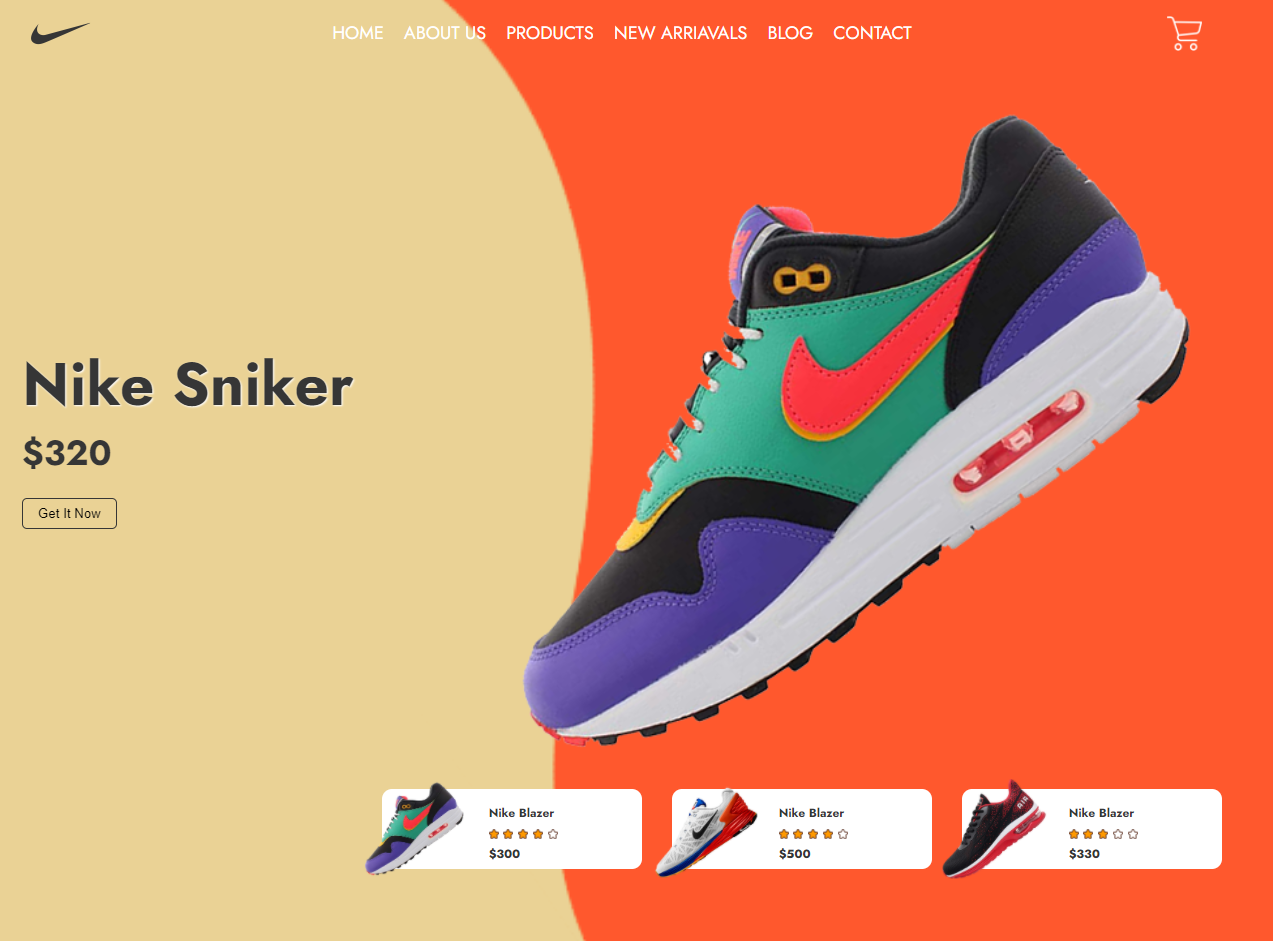 HOME ABOUT US PRODUCTS NEW ARRIAVALS BLOG CONTACT
NIKE
Nike Sniker
$320
Get It Now
Nike Blazer
$300
Nike Blazer
$500
Nike Blazer
$330